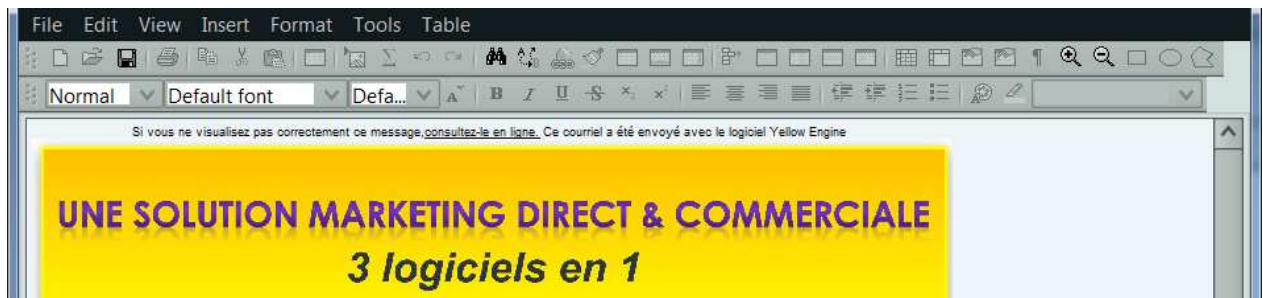 File Edit View Insert Format Tools Table
Normal Default font Defa...
Si vous ne visualisez pas correctement ce message,consultez-le en ligne. Ce courriel a été envoyé avec le logiciel Yellow Engine
UNE SOLUTION MARKETING DIRECT & COMMERCIALE
3 logiciels en 1